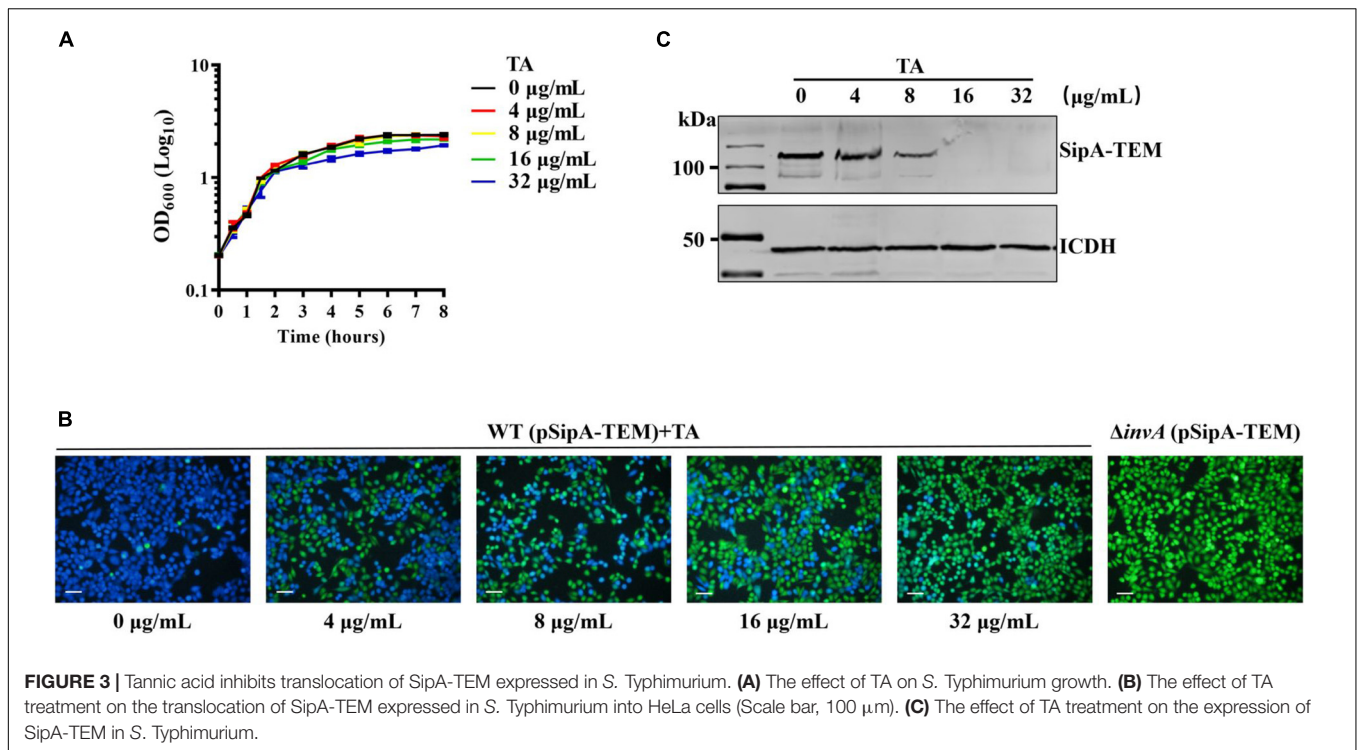 A
OD600 (Log10)
10
1
0.1
0 1 2 3 4 5 6 7 8
Time (hours)
TA
0 μg/mL
4 μg/mL
8 μg/mL
16 μg/mL
32 μg/mL
C
TA
0 4 8 16 32 (μg/mL)
kDa
100
SipA-TEM
50
ICDH
B
WT (pSipA-TEM)+TA
ΔinvA (pSipA-TEM)
0 μg/mL 4 μg/mL 8 μg/mL 16 μg/mL 32 μg/mL
FIGURE 3 | Tannic acid inhibits translocation of SipA-TEM expressed in S. Typhimurium. (A) The effect of TA on S. Typhimurium growth. (B) The effect of TA
treatment on the translocation of SipA-TEM expressed in S. Typhimurium into HeLa cells (Scale bar, 100 μm). (C) The effect of TA treatment on the expression of
SipA-TEM in S. Typhimurium.